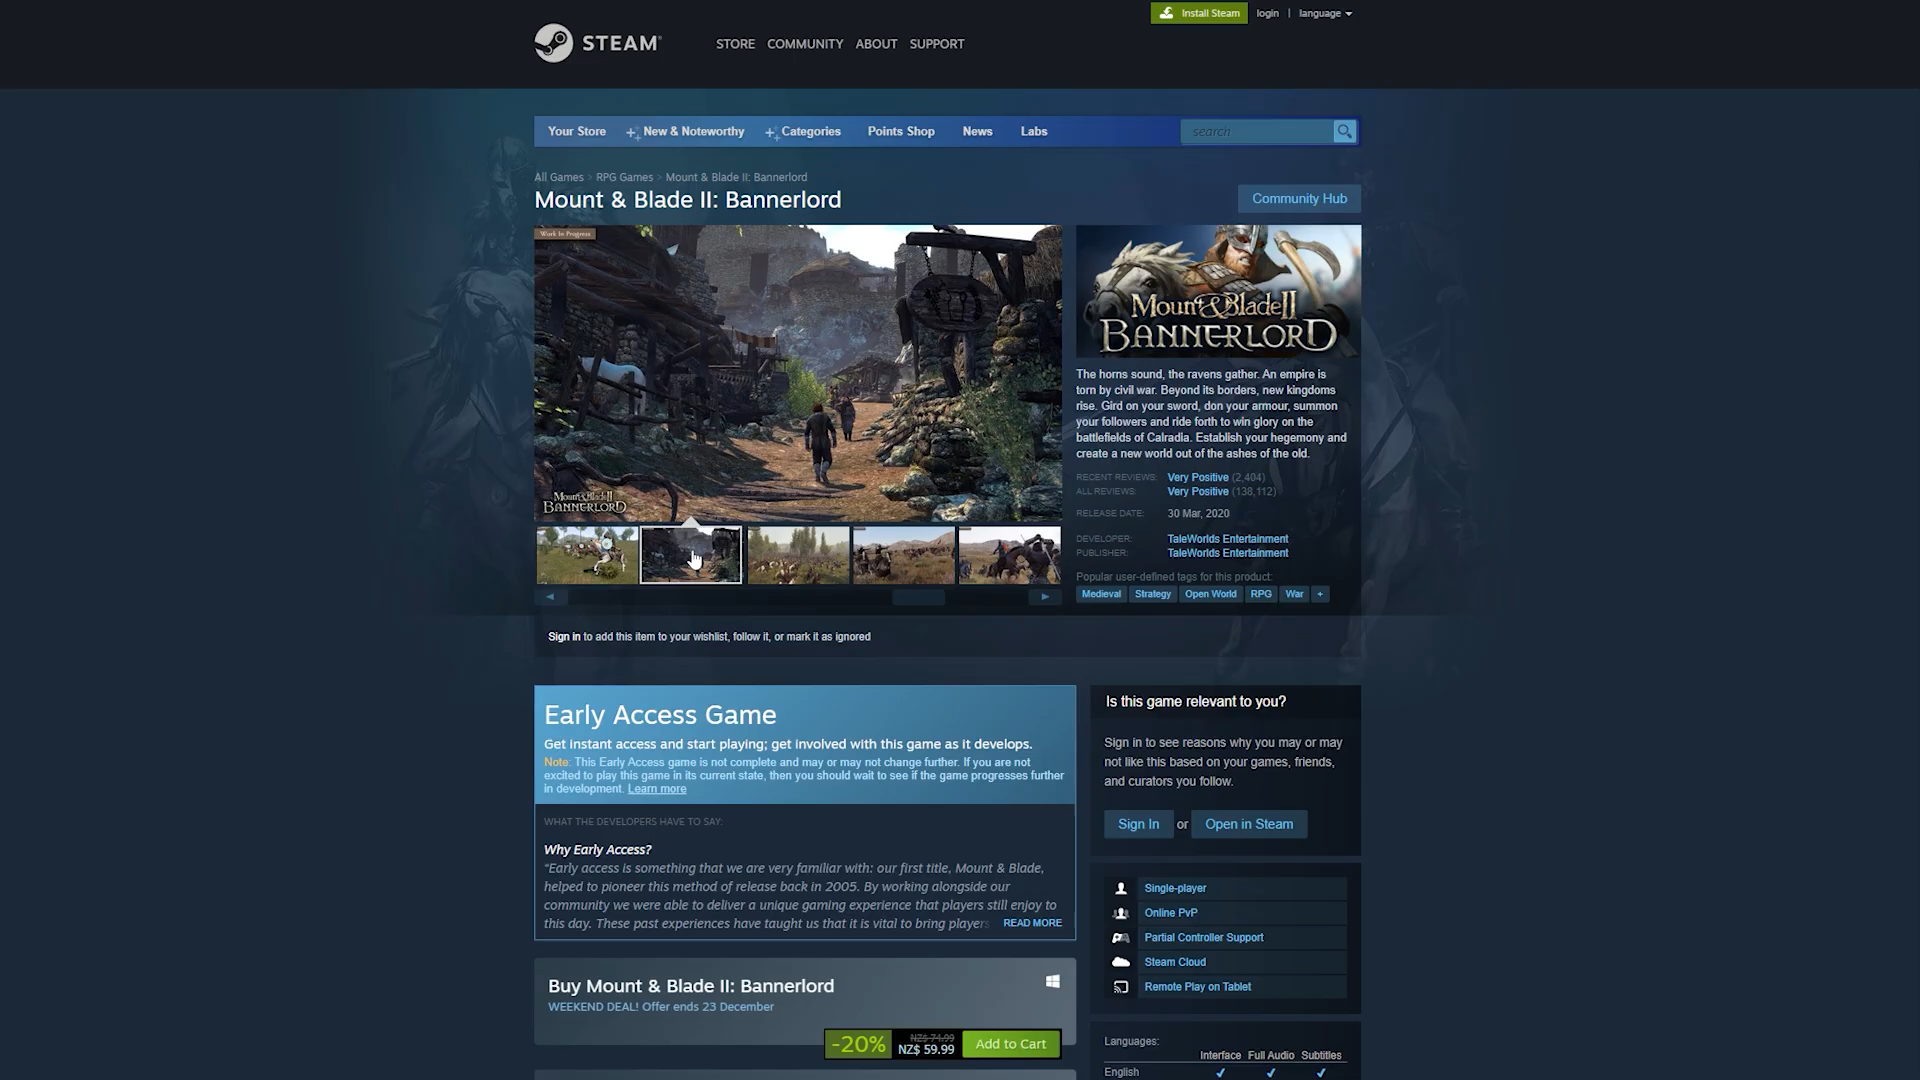 Install Steam
login
language
STEAM®
STORE
COMMUNITY
ABOUT
SUPPORT
Your Store
New & Noteworthy
Categories
Points Shop
News
Labs
search
All Games > RPG Games > Mount & Blade II: Bannerlord
Mount & Blade II: Bannerlord
Community Hub
Work In Progress
Mount & Blade II
BANNERLORD
Mount & Blade II
BANNERLORD
The horns sound, the ravens gather. An empire is
torn by civil war. Beyond its borders, new kingdoms
rise. Gird on your sword, don your armour, summon
your followers and ride forth to win glory on the
battlefields of Calradia. Establish your hegemony and
create a new world out of the ashes of the old.
RECENT REVIEWS: Very Positive (2,404)
ALL REVIEWS: Very Positive (138,112)
RELEASE DATE: 30 Mar, 2020
DEVELOPER: TaleWorlds Entertainment
PUBLISHER: TaleWorlds Entertainment
Popular user-defined tags for this product:
Medieval Strategy Open World RPG War +
Sign in to add this item to your wishlist, follow it, or mark it as ignored
Early Access Game
Get instant access and start playing; get involved with this game as it develops.
Note: This Early Access game is not complete and may or may not change further. If you are not
excited to play this game in its current state, then you should wait to see if the game progresses further
in development. Learn more
WHAT THE DEVELOPERS HAVE TO SAY:
Why Early Access?
“Early access is something that we are very familiar with: our first title, Mount & Blade,
helped to pioneer this method of release back in 2005. By working alongside our
community we were able to deliver a unique gaming experience that players still enjoy to
this day. These past experiences have taught us that it is vital to bring players
READ MORE
Buy Mount & Blade II: Bannerlord
WEEKEND DEAL! Offer ends 23 December
-20%
NZ$ 74.99
NZ$ 59.99
Add to Cart
Is this game relevant to you?
Sign in to see reasons why you may or may
not like this based on your games, friends,
and curators you follow.
Sign In or Open in Steam
Single-player
Online PvP
Partial Controller Support
Steam Cloud
Remote Play on Tablet
Languages:
Interface Full Audio Subtitles
English ✔ ✔ ✔